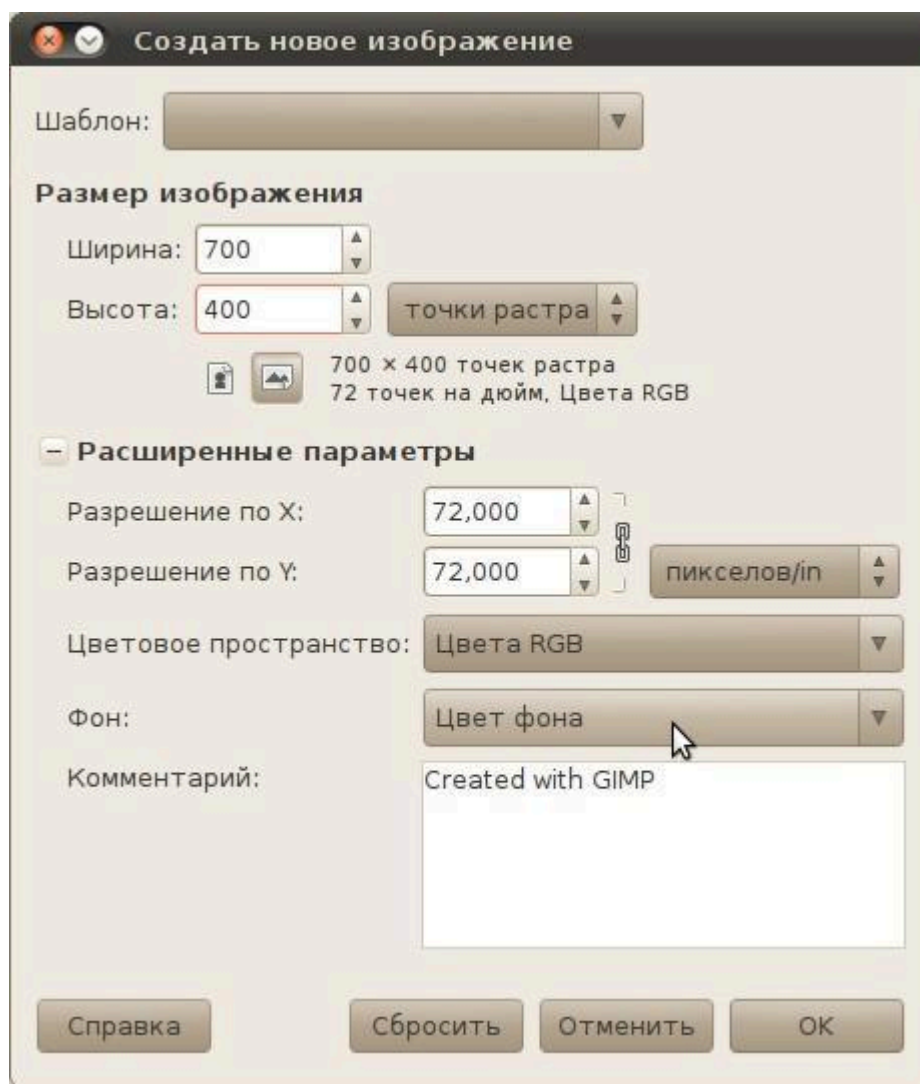 Создать новое изображение
Шаблон:
Размер изображения
Ширина: 700
Высота: 400 точки растра
700 × 400 точек растра
72 точек на дюйм, Цвета RGB
Расширенные параметры
Разрешение по X: 72,000
Разрешение по Y: 72,000 пикселов/in
Цветовое пространство: Цвета RGB
Фон: Цвет фона
Комментарий: Created with GIMP
Справка Сбросить Отменить OK